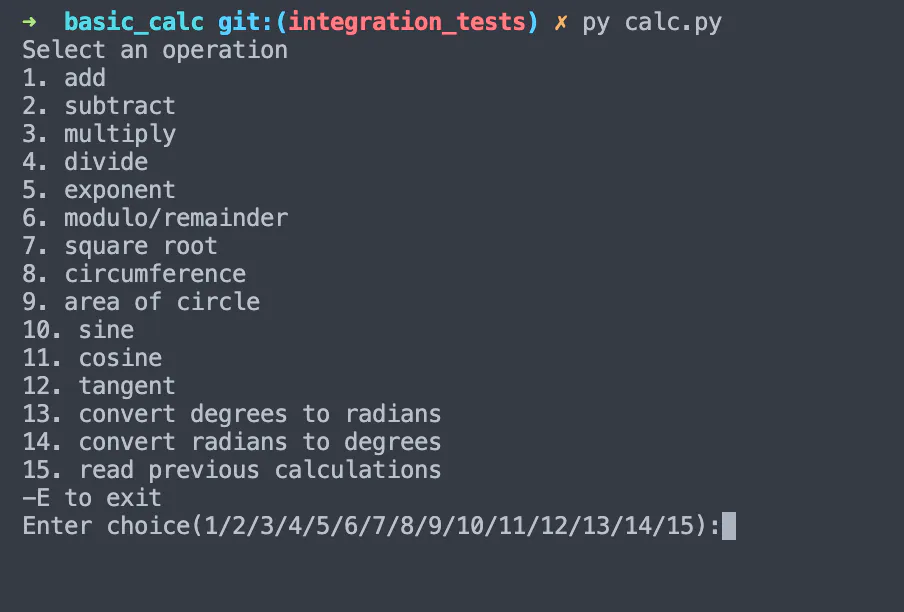 ➜  basic_calc git:(integration_tests) ✗ py calc.py
Select an operation
1. add
2. subtract
3. multiply
4. divide
5. exponent
6. modulo/remainder
7. square root
8. circumference
9. area of circle
10. sine
11. cosine
12. tangent
13. convert degrees to radians
14. convert radians to degrees
15. read previous calculations
-E to exit
Enter choice(1/2/3/4/5/6/7/8/9/10/11/12/13/14/15):